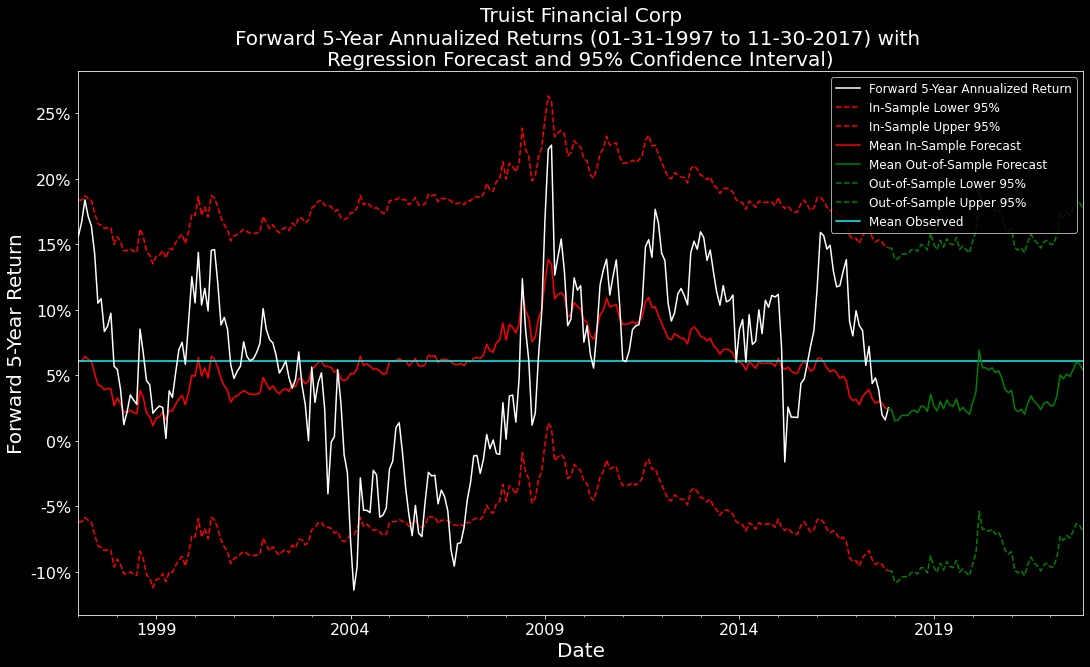 Truist Financial Corp
Forward 5-Year Annualized Returns (01-31-1997 to 11-30-2017) with
Regression Forecast and 95% Confidence Interval)
Forward 5-Year Annualized Return
In-Sample Lower 95%
In-Sample Upper 95%
Mean In-Sample Forecast
Mean Out-of-Sample Forecast
Out-of-Sample Lower 95%
Out-of-Sample Upper 95%
Mean Observed
25%
20%
15%
10%
5%
0%
-5%
-10%
Forward 5-Year Return
1999
2004
2009
2014
2019
Date